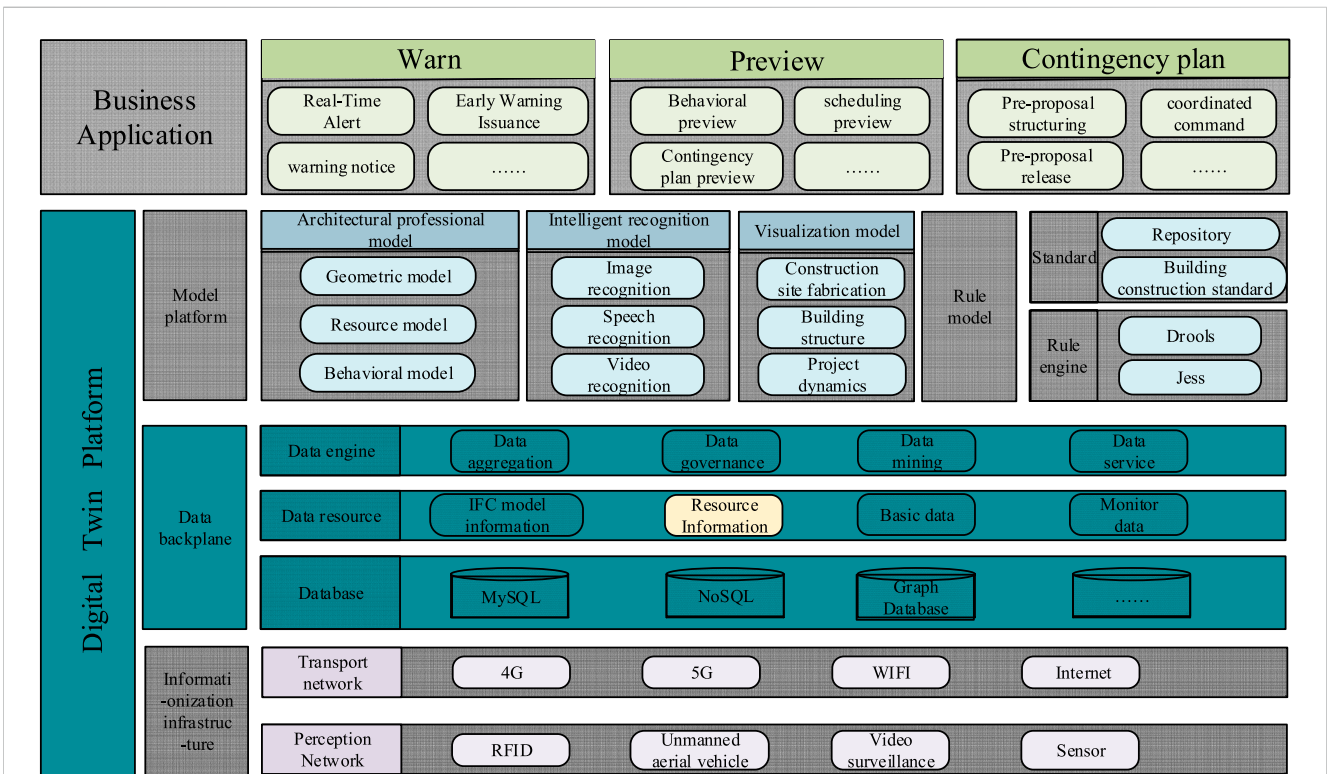 Business
Application
Warn
Real-Time
Alert
Early Warning
Issuance
warning notice
……
Preview
Behavioral
preview
scheduling
preview
Contingency
plan preview
……
Contingency plan
Pre-proposal
structuring
coordinated
command
Pre-proposal
release
……
Digital Twin Platform
Model
platform
Architectural professional
model
Geometric model
Resource model
Behavioral model
Intelligent recognition
model
Image
recognition
Speech
recognition
Video
recognition
Visualization model
Construction
site fabrication
Building
structure
Project
dynamics
Rule
model
Standard
Repository
Building
construction standard
Rule
engine
Drools
Jess
Data
backplane
Data engine
Data
aggregation
Data
governance
Data
mining
Data
service
Data resource
IFC model
information
Resource
Information
Basic data
Monitor
data
Database
MySQL
NoSQL
Graph
Database
……
Informati
-onization
infrastruc
-ture
Transport
network
4G
5G
WIFI
Internet
Perception
Network
RFID
Unmanned
aerial vehicle
Video
surveillance
Sensor